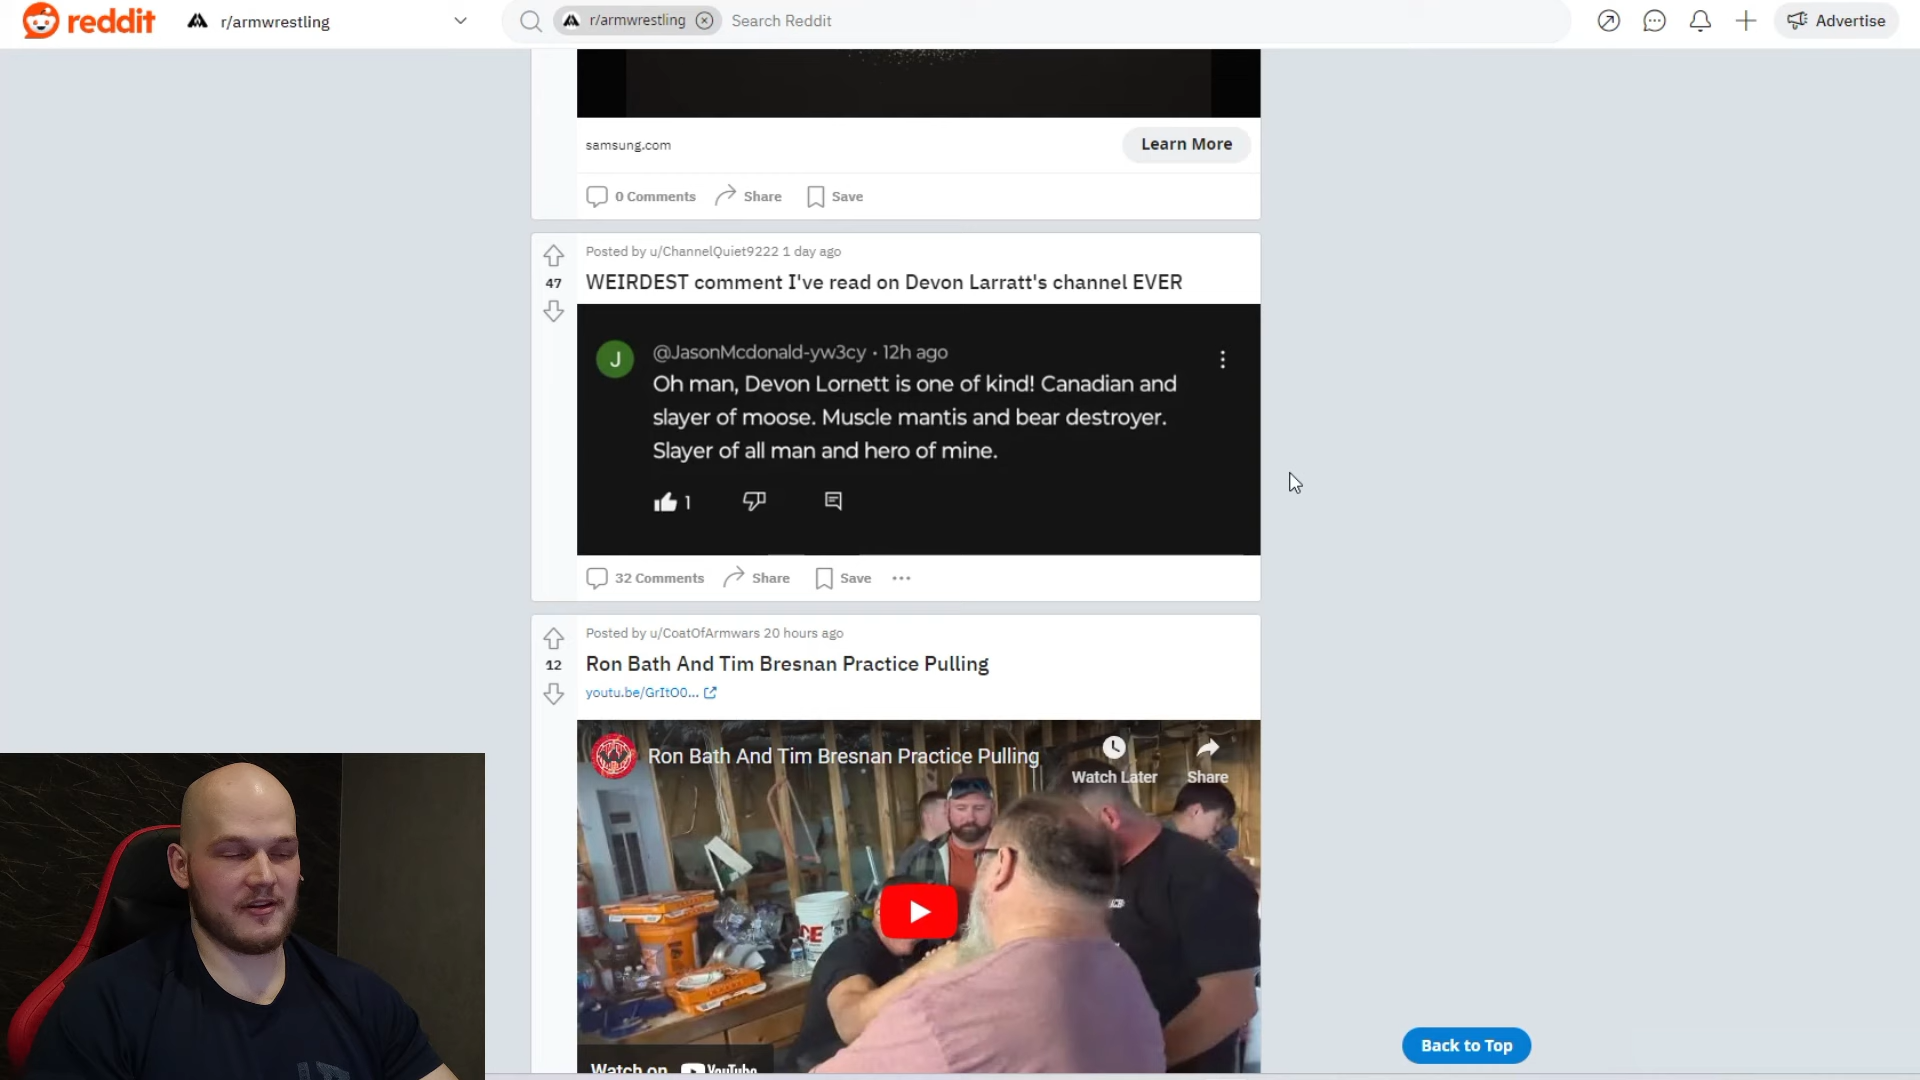 reddit
r/armwrestling
r/armwrestling
Search Reddit
Advertise
samsung.com
Learn More
0 Comments
Share
Save
Posted by u/ChannelQuiet9222 1 day ago
47
WEIRDEST comment I've read on Devon Larratt's channel EVER
J
@JasonMcdonald-yw3cy • 12h ago
Oh man, Devon Lornett is one of kind! Canadian and
slayer of moose. Muscle mantis and bear destroyer.
Slayer of all man and hero of mine.
1
32 Comments
Share
Save
Posted by u/CoatOfArmwars 20 hours ago
12
Ron Bath And Tim Bresnan Practice Pulling
youtu.be/GrItO0...
Ron Bath And Tim Bresnan Practice Pulling
Watch Later
Share
Watch on
YouTube
Back to Top